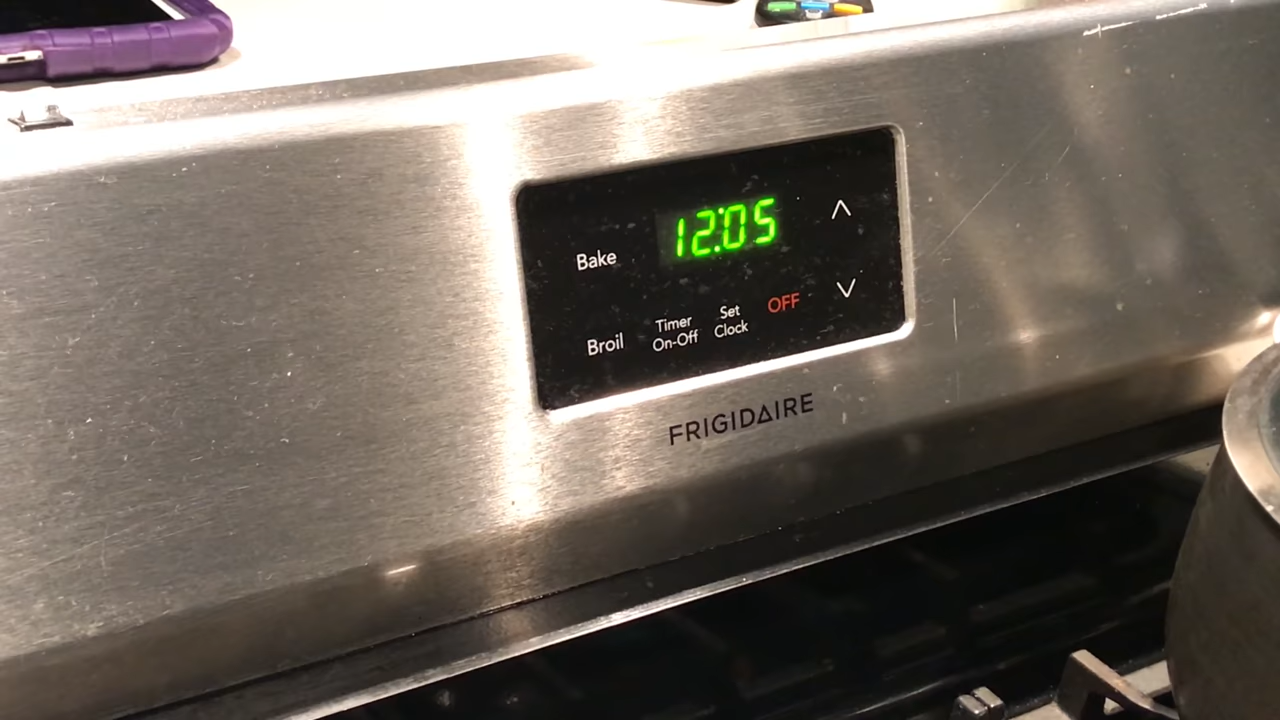 12:05
Bake
Broil
Timer
On-Off
Set
Clock
OFF
FRIGIDAIRE